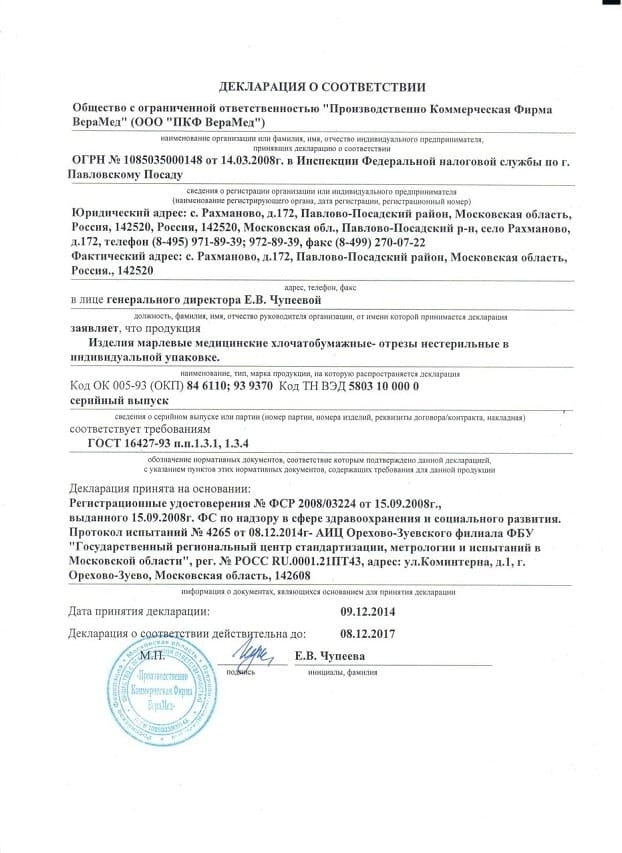 ДЕКЛАРАЦИЯ О СООТВЕТСТВИИ
Общество с ограниченной ответственностью "Производственно Коммерческая Фирма
ВераМед" (ООО "ПКФ ВераМед")
наименование организации или фамилия, имя, отчество индивидуального предпринимателя,
принявших декларацию о соответствии
ОГРН № 1085035000148 от 14.03.2008г. в Инспекции Федеральной налоговой службы по г.
Павловскому Посаду
сведения о регистрации организации или индивидуального предпринимателя
(наименование регистрирующего органа, дата регистрации, регистрационный номер)
Юридический адрес: с. Рахманово, д.172, Павлово-Посадский район, Московская область,
Россия, 142520, Россия, 142520, Московская обл., Павлово-Посадский р-н, село Рахманово,
д.172, телефон (8-495) 971-89-39; 972-89-39, факс (8-499) 270-07-22
Фактический адрес: с. Рахманово, д.172, Павлово-Посадский район, Московская область,
Россия., 142520
адрес, телефон, факс
в лице генерального директора Е.В. Чупеевой
должность, фамилия, имя, отчество руководителя организации, от имени которой принимается декларация
заявляет, что продукция
Изделия марлевые медицинские хлочатобумажные- отрезы нестерильные в
индивидуальной упаковке.
наименование, тип, марка продукции, на которую распространяется декларация
Код ОК 005-93 (ОКП) 84 6110; 93 9370 Код ТН ВЭД 5803 10 000 0
серийный выпуск
сведения о серийном выпуске или партии (номер партии, номера изделий, реквизиты договора/контракта, накладная)
соответствует требованиям
ГОСТ 16427-93 п.п.1.3.1, 1.3.4
обозначение нормативных документов, соответствие которым подтверждено данной декларацией,
с указанием пунктов этих нормативных документов, содержащих требования для данной продукции
Декларация принята на основании:
Регистрационные удостоверения № ФСР 2008/03224 от 15.09.2008г.,
выданного 15.09.2008г. ФС по надзору в сфере здравоохранения и социального развития.
Протокол испытаний № 4265 от 08.12.2014г- АИЦ Орехово-Зуевского филиала ФБУ
"Государственный региональный центр стандартизации, метрологии и испытаний в
Московской области", рег. № РОСС RU.0001.21ПТ43, адрес: ул.Коминтерна, д.1, г.
Орехово-Зуево, Московская область, 142608
информация о документах, являющихся основанием для принятия декларации
Дата принятия декларации: 09.12.2014
Декларация о соответствии действительна до: 08.12.2017
М.П. Е.В. Чупеева
подпись инициалы, фамилия
"Производственно
Коммерческая Фирма
ВераМед"